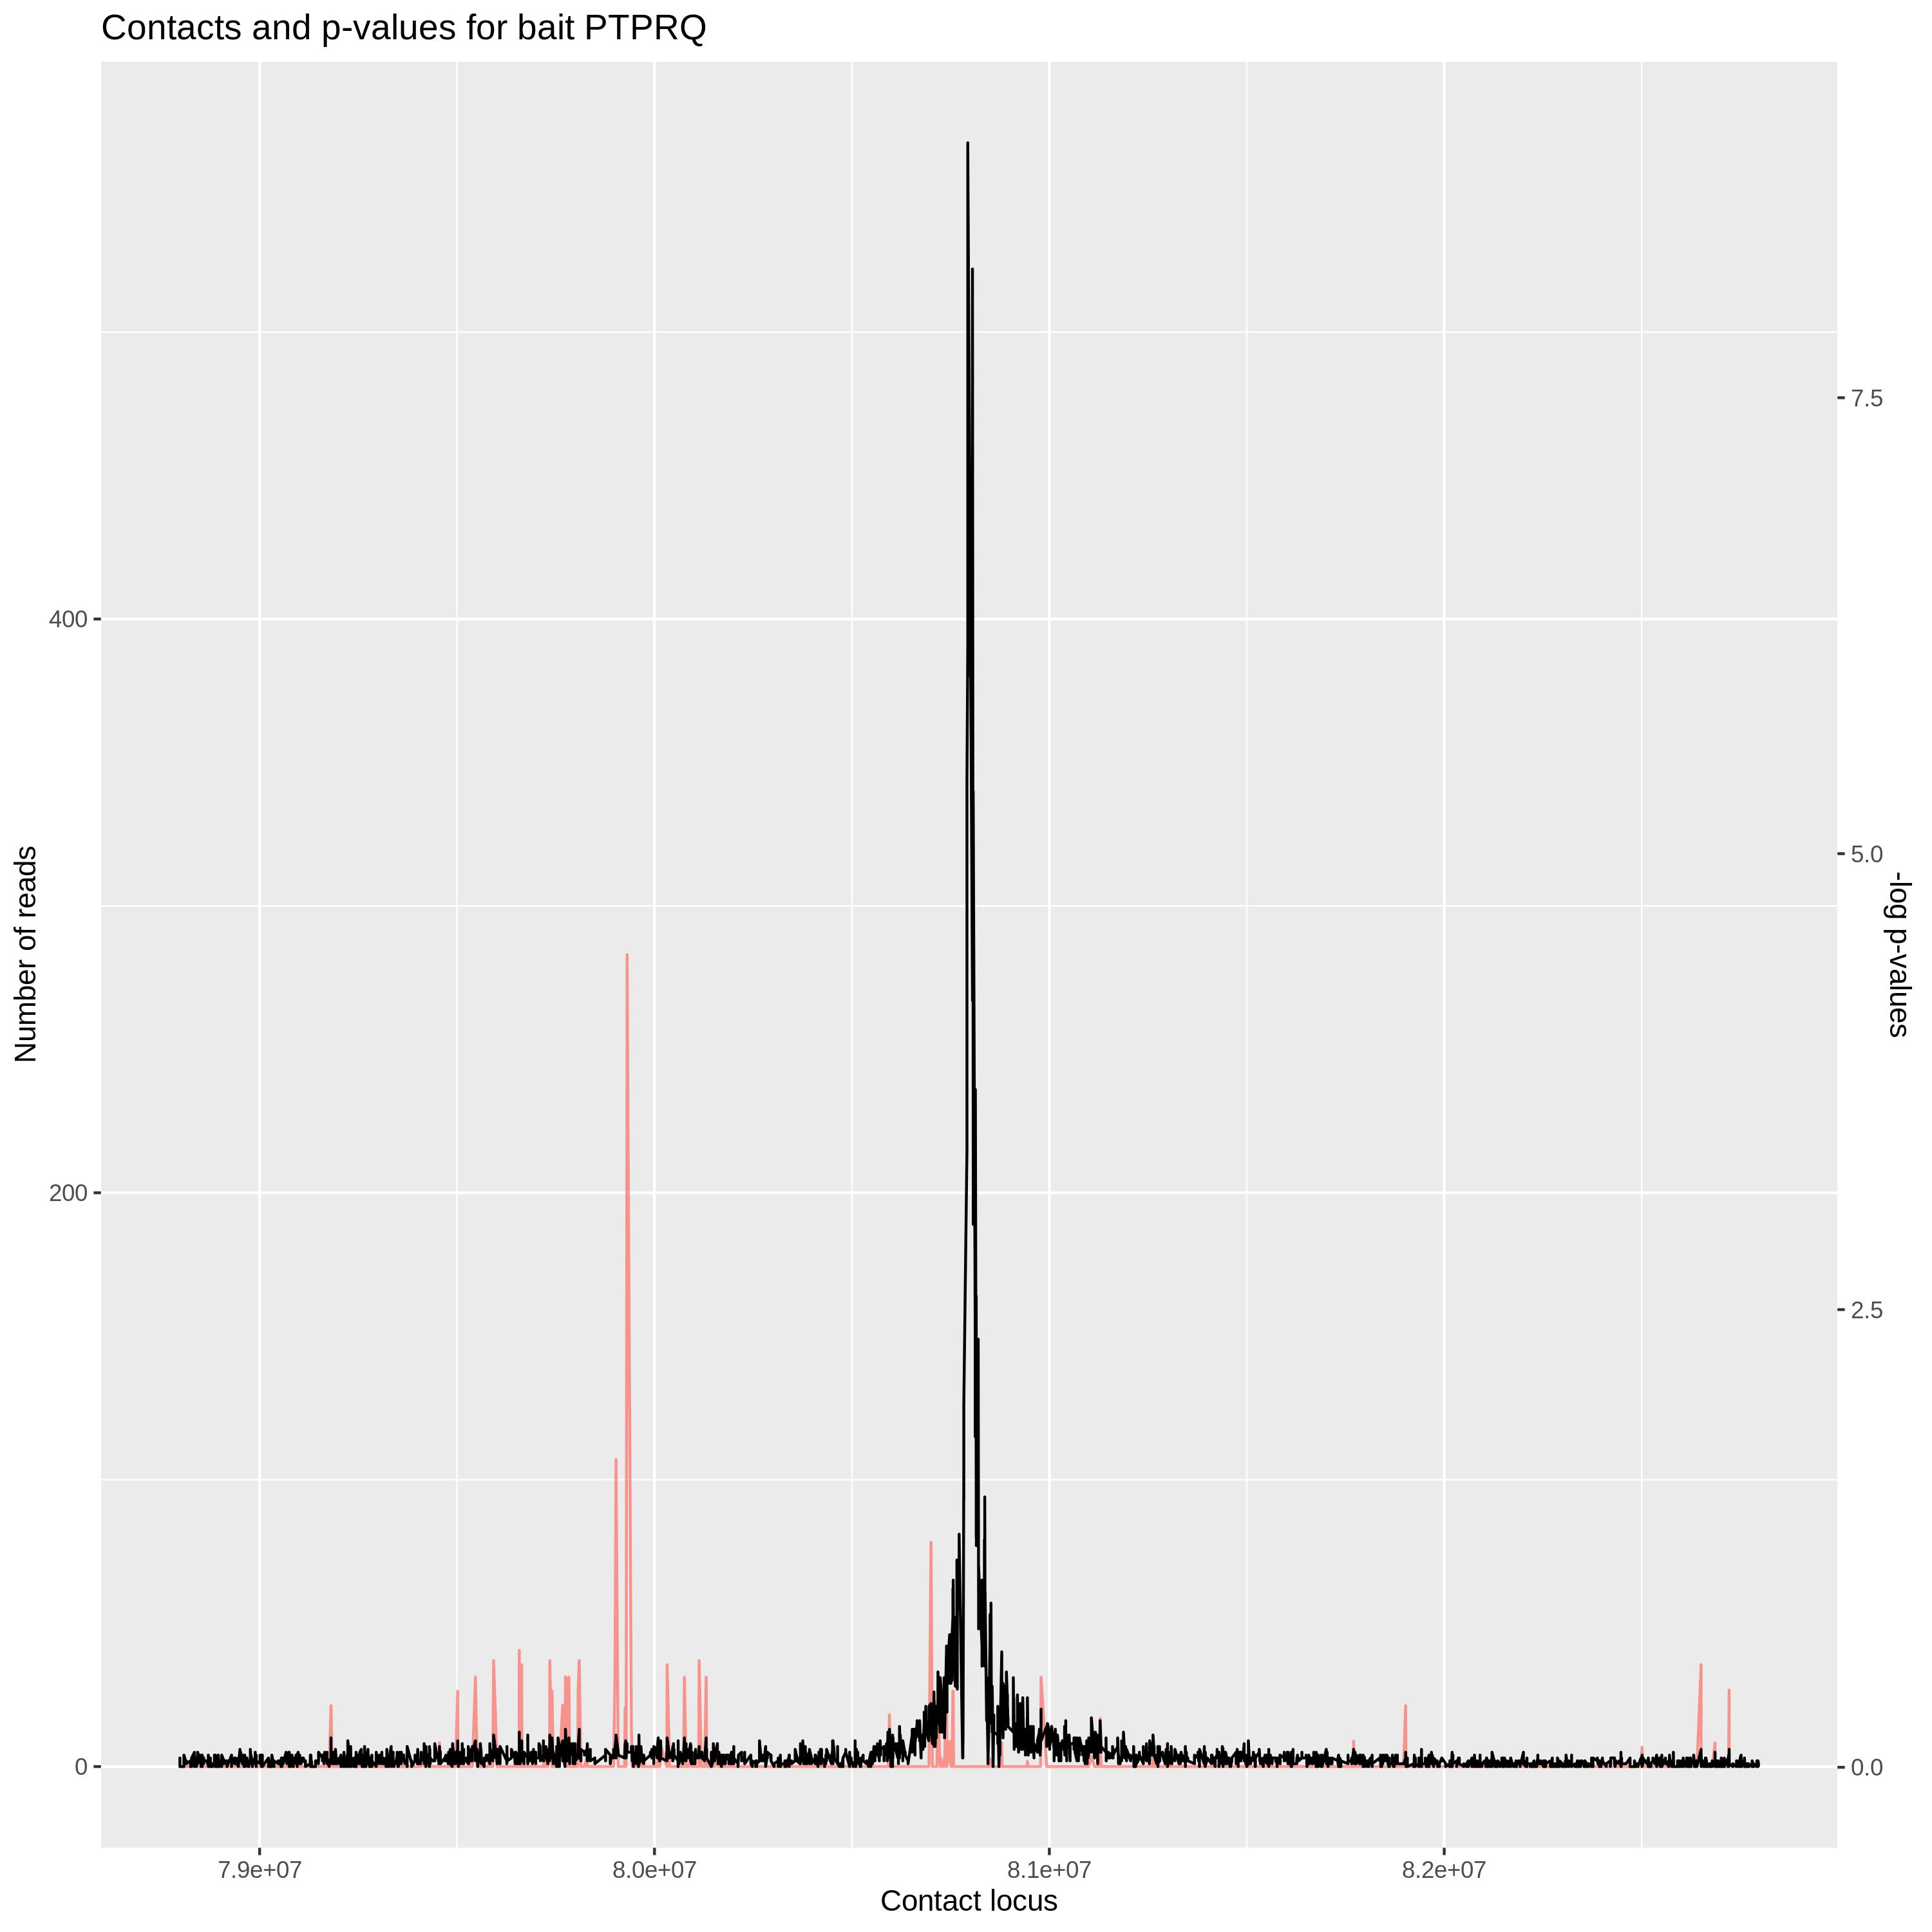 Contacts and p-values for bait PTPRQ
Number of reads
400
200
0
7.5
5.0
2.5
0.0
-log p-values
7.9e+07
8.0e+07
8.1e+07
8.2e+07
Contact locus